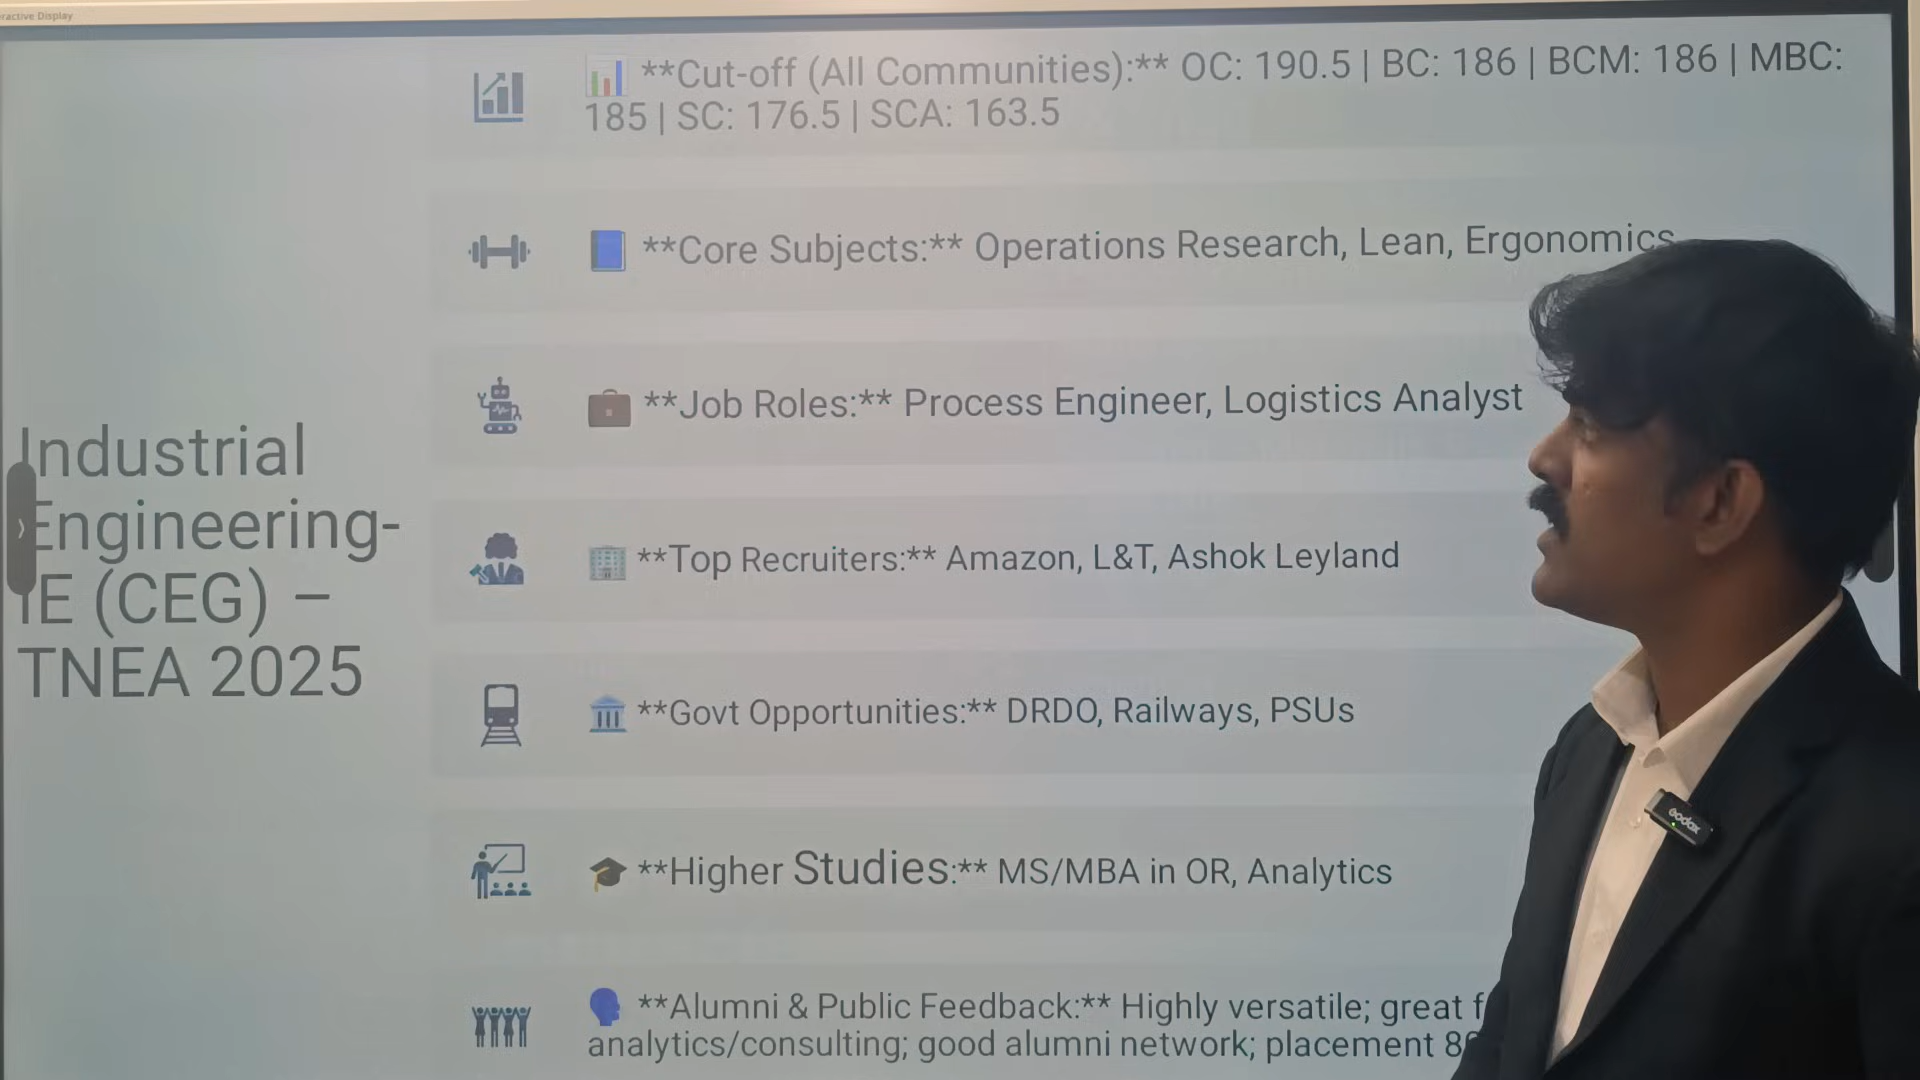 Display
📊 **Cut-off (All Communities):** OC: 190.5 | BC: 186 | BCM: 186 | MBC:
185 | SC: 176.5 | SCA: 163.5
**Core Subjects:** Operations Research, Lean, Ergonomics
**Job Roles:** Process Engineer, Logistics Analyst
**Top Recruiters:** Amazon, L&T, Ashok Leyland
**Govt Opportunities:** DRDO, Railways, PSUs
**Higher Studies:** MS/MBA in OR, Analytics
**Alumni & Public Feedback:** Highly versatile; great
analytics/consulting; good alumni network; placement
Industrial
Engineering-
IE (CEG) –
TNEA 2025
Godox